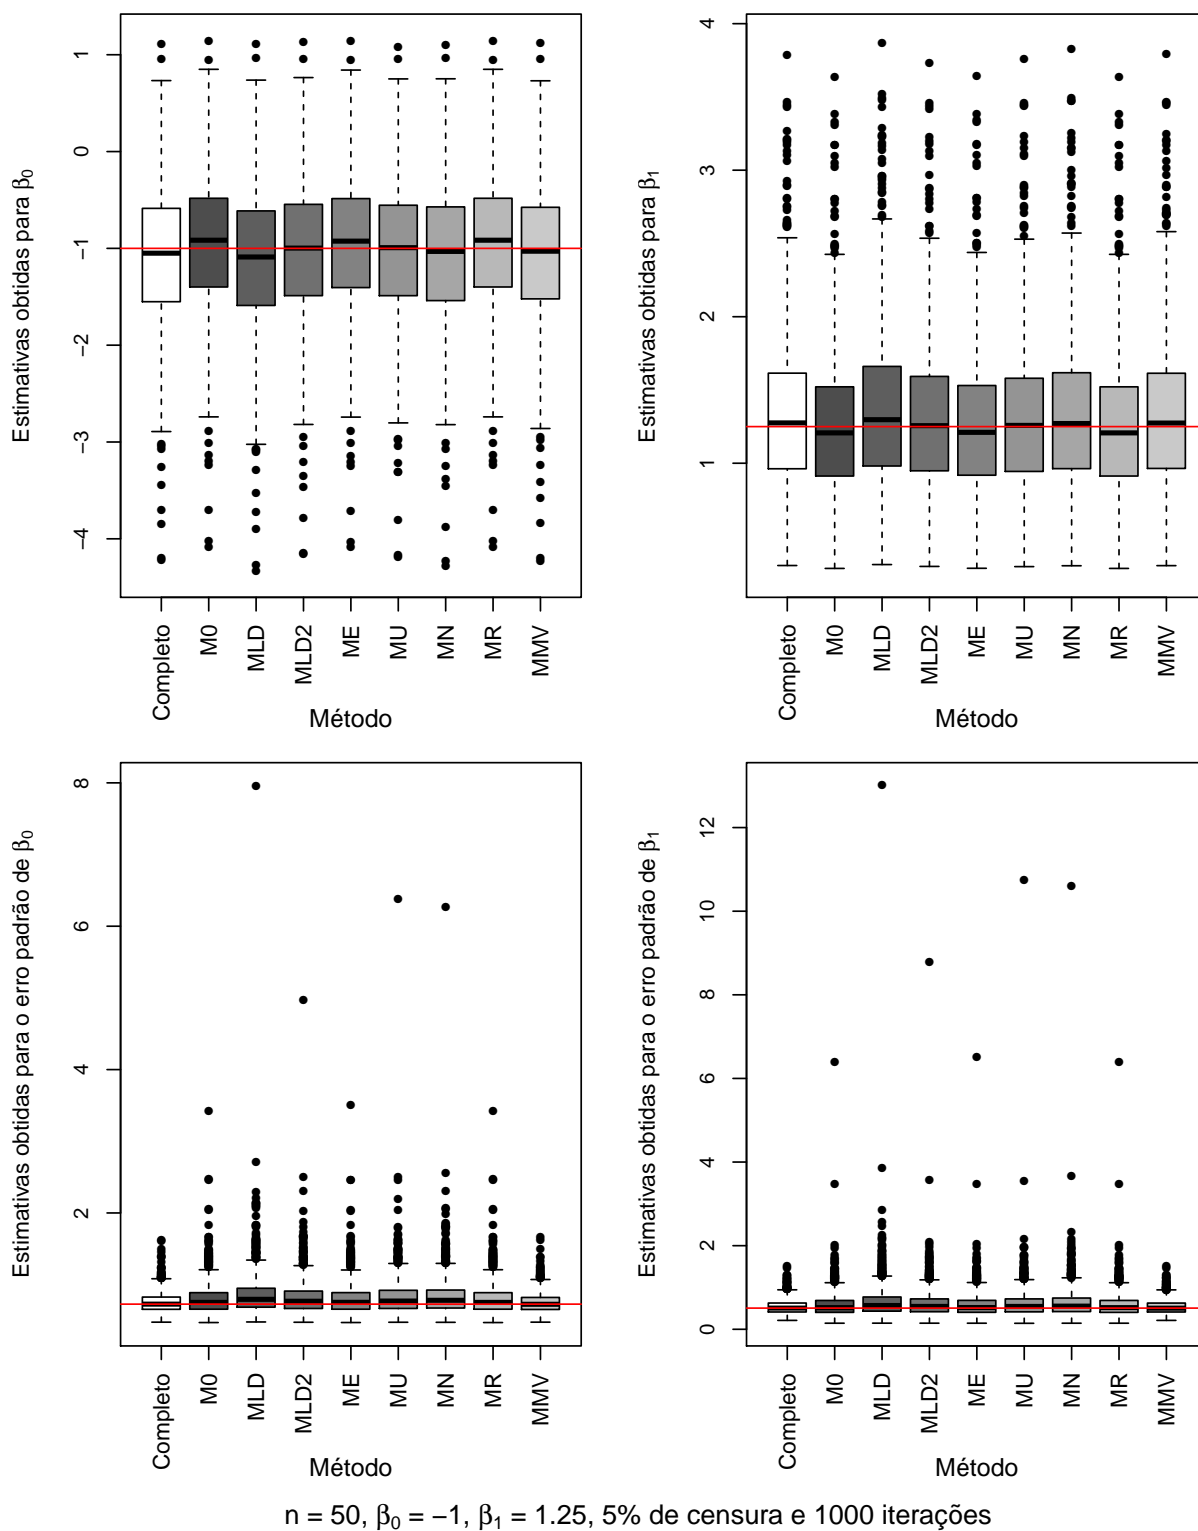 Estimativas obtidas para β0
1
0
−1
−2
−3
−4
Completo
M0
MLD
MLD2
ME
MU
MN
MR
MMV
Método
Estimativas obtidas para β1
4
3
2
1
Completo
M0
MLD
MLD2
ME
MU
MN
MR
MMV
Método
Estimativas obtidas para o erro padrão de β0
8
6
4
2
Completo
M0
MLD
MLD2
ME
MU
MN
MR
MMV
Método
Estimativas obtidas para o erro padrão de β1
12
10
8
6
4
2
0
Completo
M0
MLD
MLD2
ME
MU
MN
MR
MMV
Método
n = 50, β0 = −1, β1 = 1.25, 5% de censura e 1000 iterações